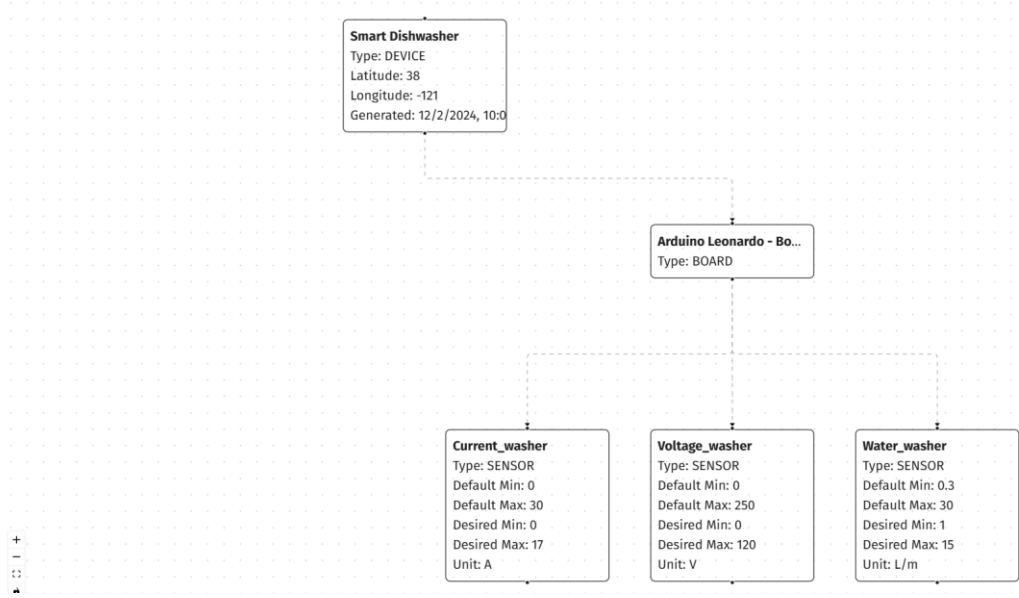 Smart Dishwasher
Type: DEVICE
Latitude: 38
Longitude: -121
Generated: 12/2/2024, 10:0
Arduino Leonardo - Bo...
Type: BOARD
Current_washer
Type: SENSOR
Default Min: 0
Default Max: 30
Desired Min: 0
Desired Max: 17
Unit: A
Voltage_washer
Type: SENSOR
Default Min: 0
Default Max: 250
Desired Min: 0
Desired Max: 120
Unit: V
Water_washer
Type: SENSOR
Default Min: 0.3
Default Max: 30
Desired Min: 1
Desired Max: 15
Unit: L/m